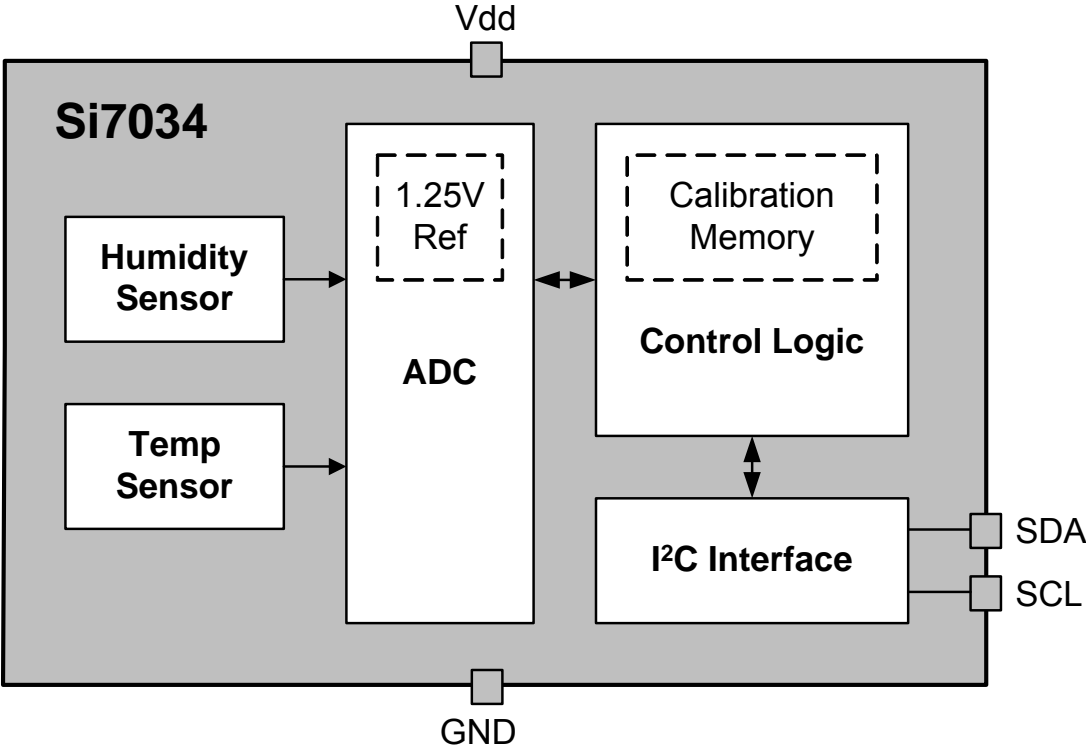 Vdd
Si7034
1.25V
Ref
ADC
Humidity
Sensor
Temp
Sensor
Calibration
Memory
Control Logic
I²C Interface
SDA
SCL
GND